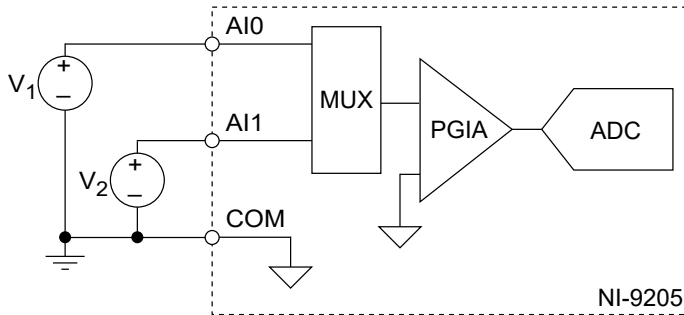 AI0
+
V1
–
MUX
AI1
PGIA
ADC
+
V2
–
COM
NI-9205